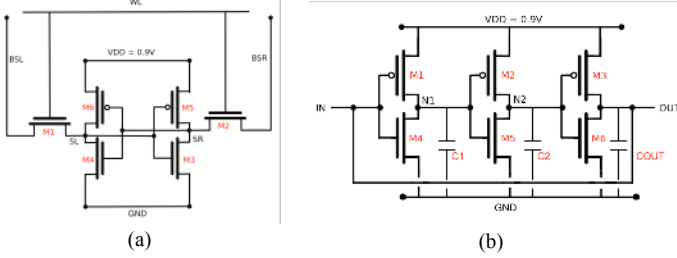 WL
BSL
VDD = 0.9V
BSR
M6
M5
M1
M2
SL
SR
M4
M3
GND
(a)
VDD = 0.9V
M1
M2
M3
IN
N1
N2
OUT
M4
M5
M6
C1
C2
COUT
GND
(b)